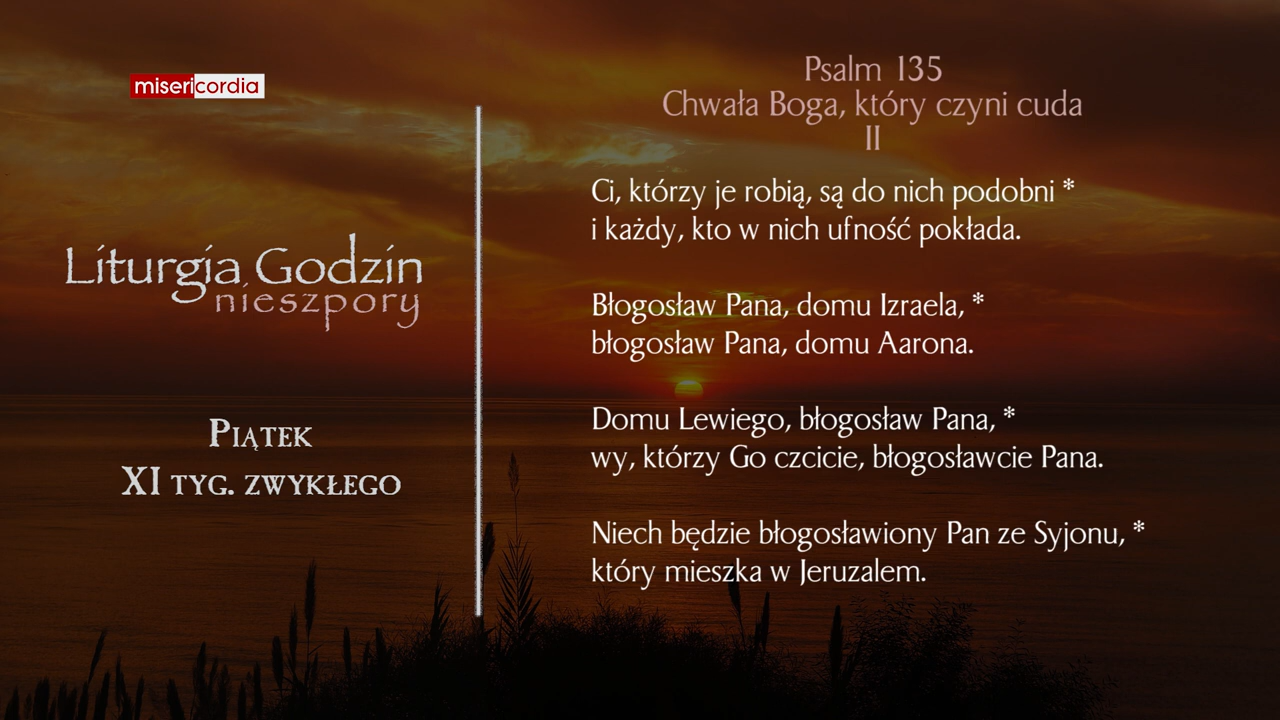 misericordia
Liturgia Godzin
nieszpory
Piątek
XI tyg. zwykłego
Psalm 135
Chwała Boga, który czyni cuda
II
Ci, którzy je robią, są do nich podobni *
i każdy, kto w nich ufność pokłada.
Błogosław Pana, domu Izraela, *
błogosław Pana, domu Aarona.
Domu Lewiego, błogosław Pana, *
wy, którzy Go czcicie, błogosławcie Pana.
Niech będzie błogosławiony Pan ze Syjonu, *
który mieszka w Jeruzalem.